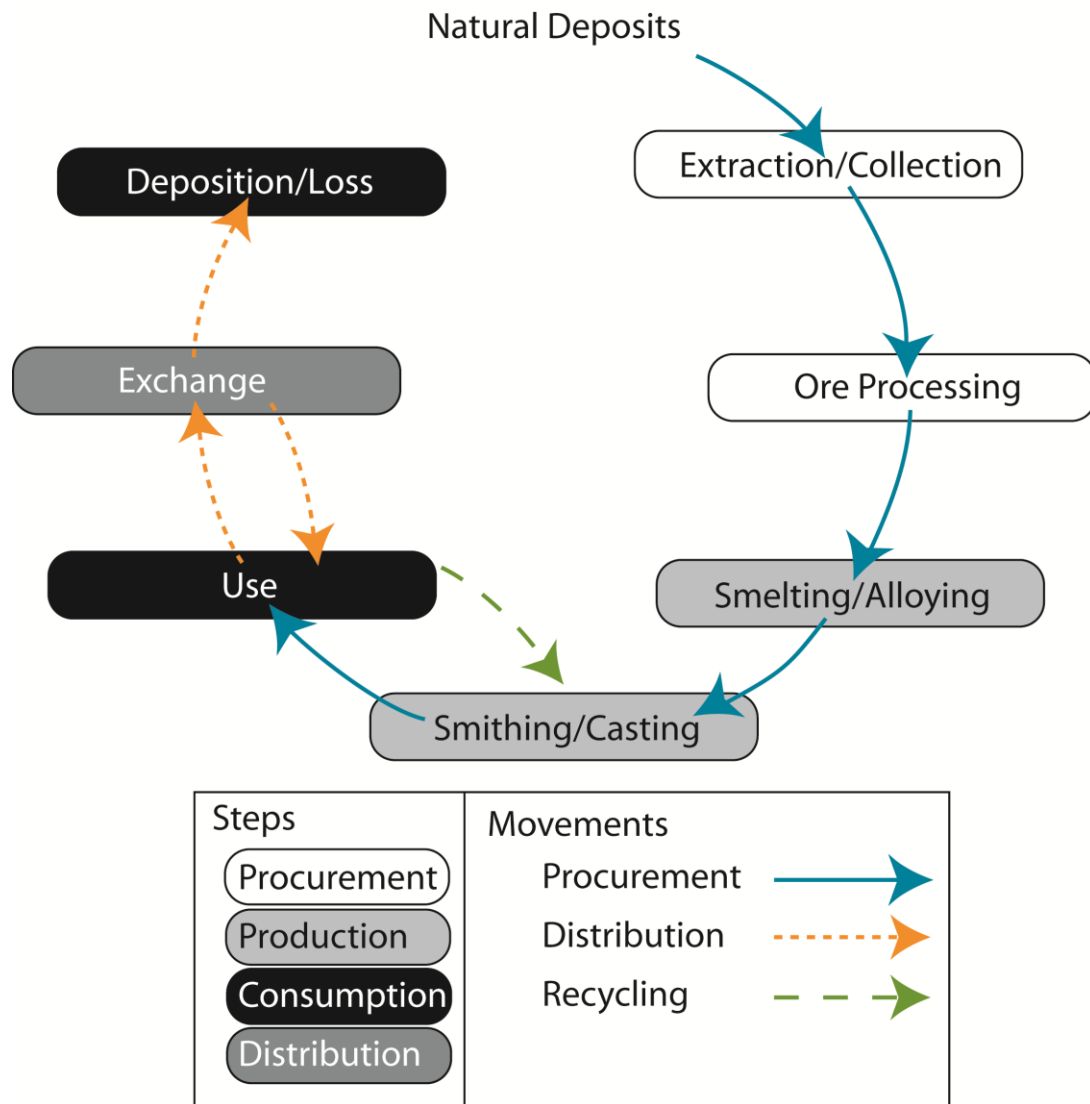 Natural Deposits
Extraction/Collection
Deposition/Loss
Exchange
Ore Processing
Use
Smelting/Alloying
Smithing/Casting
Steps
Procurement
Production
Consumption
Distribution
Movements
Procurement
Distribution
Recycling